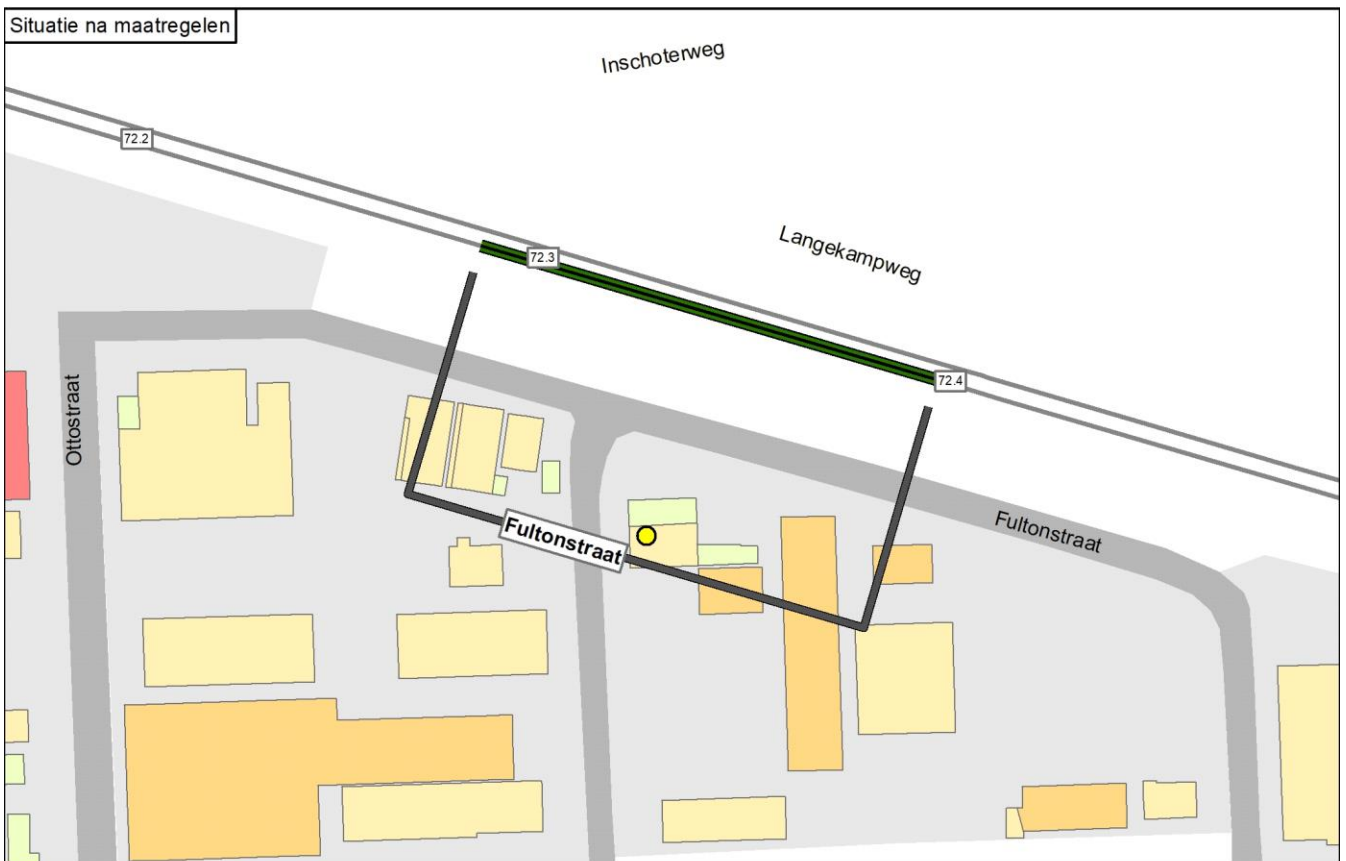 Situatie na maatregelen
Inschoterweg
72.2
Langekampweg
72.3
72.4
Ottostraat
Fultonstraat
Fultonstraat